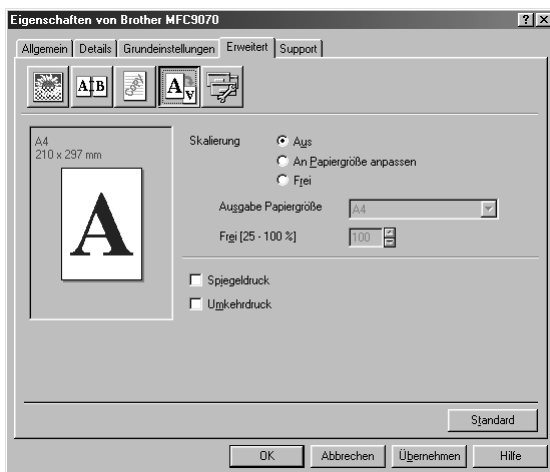 Eigenschaften von Brother MFC9070
Allgemein Details Grundeinstellungen Erweitert Support
A B
Copy
A A
A4
210 x 297 mm
A
Skalierung Aus
An Papiergröße anpassen
Frei
Ausgabe Papiergröße A4
Frei [25 - 100 %] 100
Spiegeldruck
Umkehrdruck
Standard
OK Abbrechen Übernehmen Hilfe